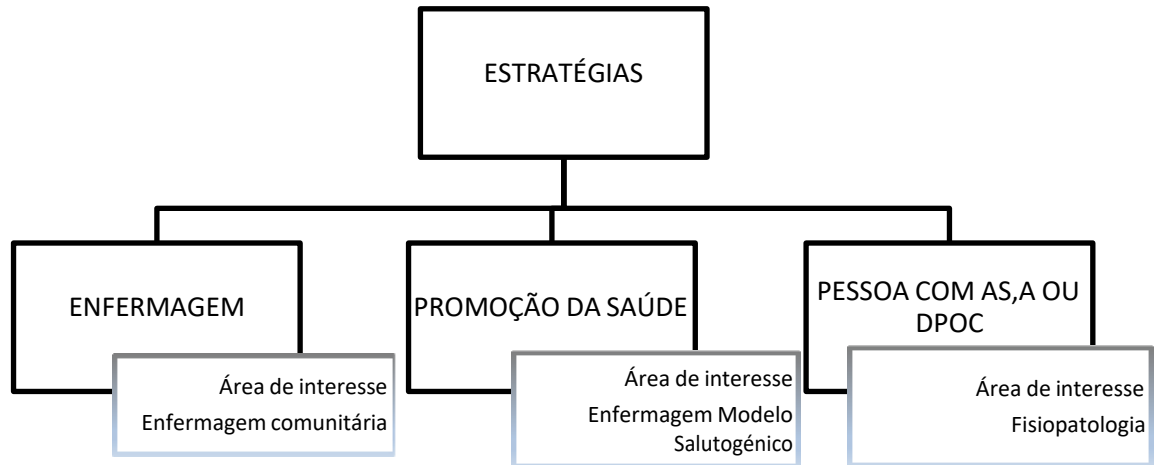 ESTRATÉGIAS
ENFERMAGEM
Área de interesse
Enfermagem comunitária
PROMOÇÃO DA SAÚDE
Área de interesse
Enfermagem Modelo
Salutogénico
PESSOA COM AS,A OU
DPOC
Área de interesse
Fisiopatologia